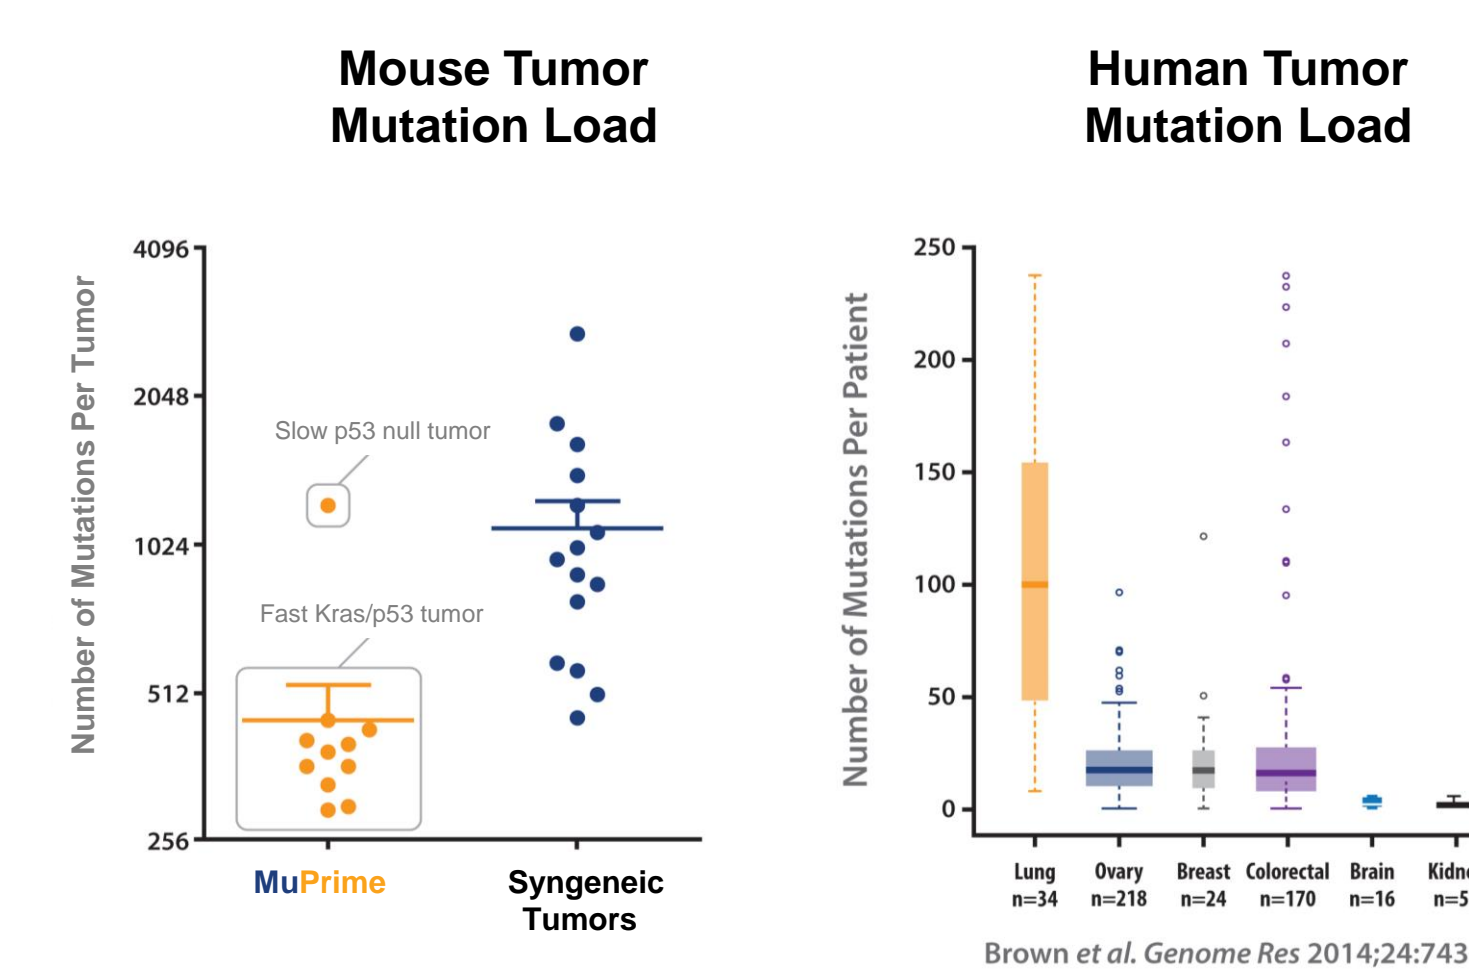 Mouse Tumor
Mutation Load
Number of Mutations Per Tumor
4096
2048
1024
512
256
Slow p53 null tumor
Fast Kras/p53 tumor
MuPrime
Syngeneic
Tumors
Human Tumor
Mutation Load
Number of Mutations Per Patient
250
200
150
100
50
0
Lung Ovary Breast Colorectal Brain Kidne
n=34 n=218 n=24 n=170 n=16 n=5
Brown et al. Genome Res 2014;24:743